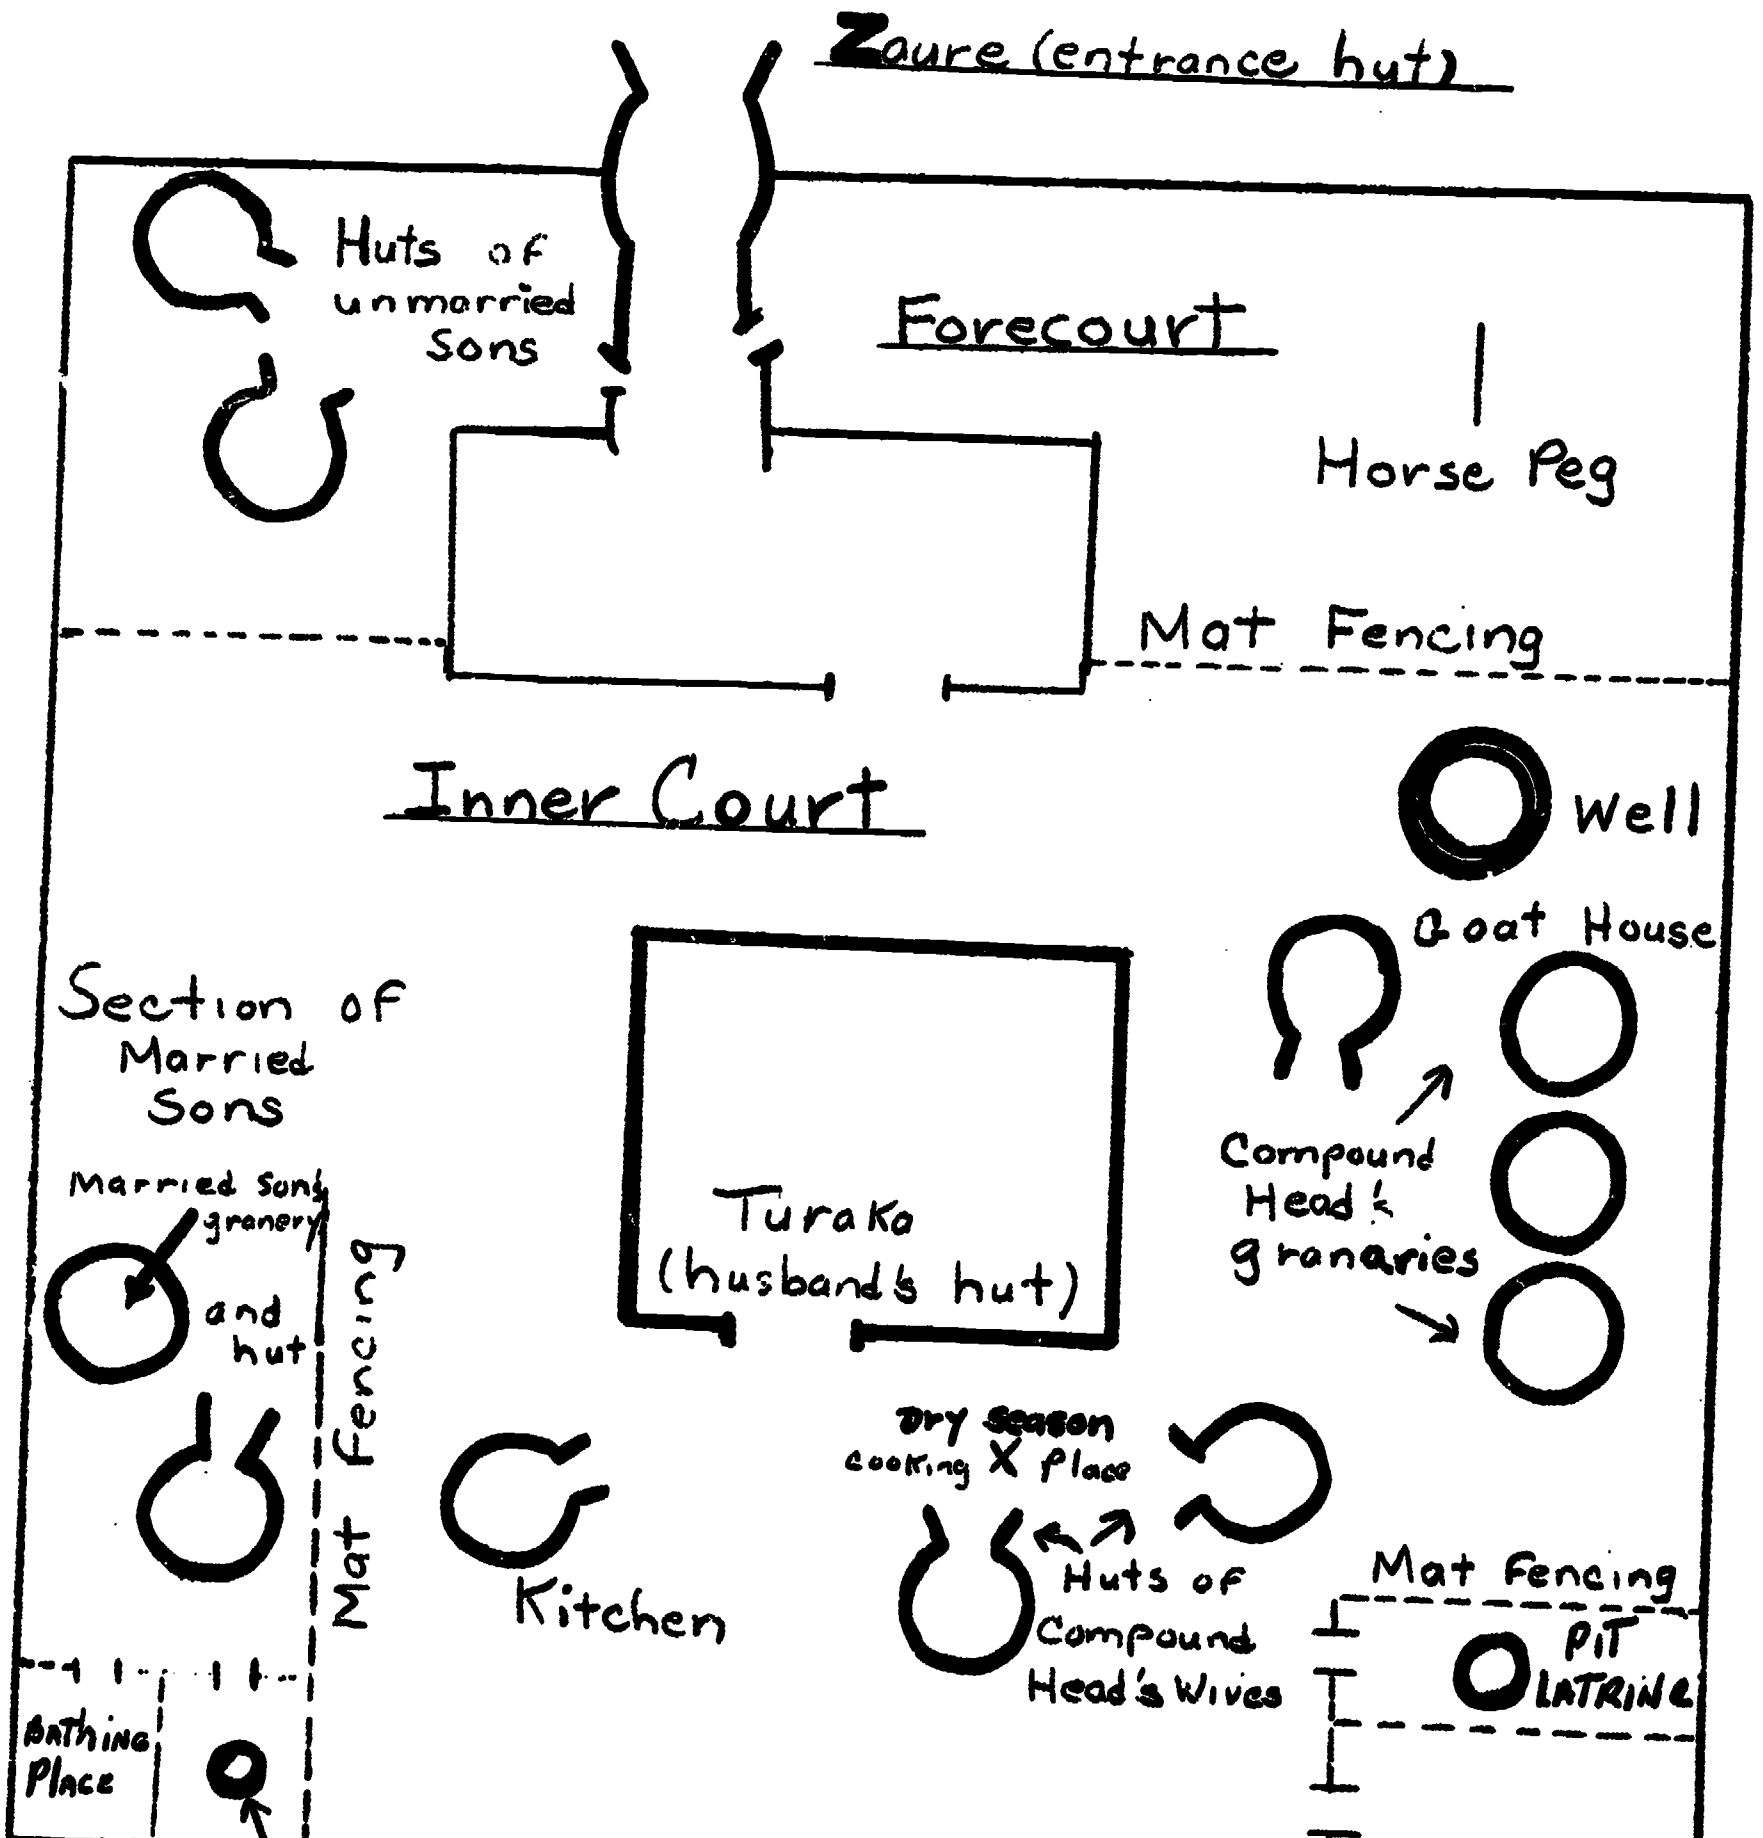 Zaure (entrance hut)
Huts of
unmarried
Sons
Forecourt
Horse Peg
Mat Fencing
Inner Court
Well
Goat House
Section of
Married
Sons
Married Sons
granery
and
hut
Mat Fencing
Turaka
(husband's hut)
Compound
Head's
granaries
Dry season
cooking X Place
Kitchen
Huts of
Compound
Head's Wives
Mat Fencing
PiT
LATRINE
BAThiNG
PlACE